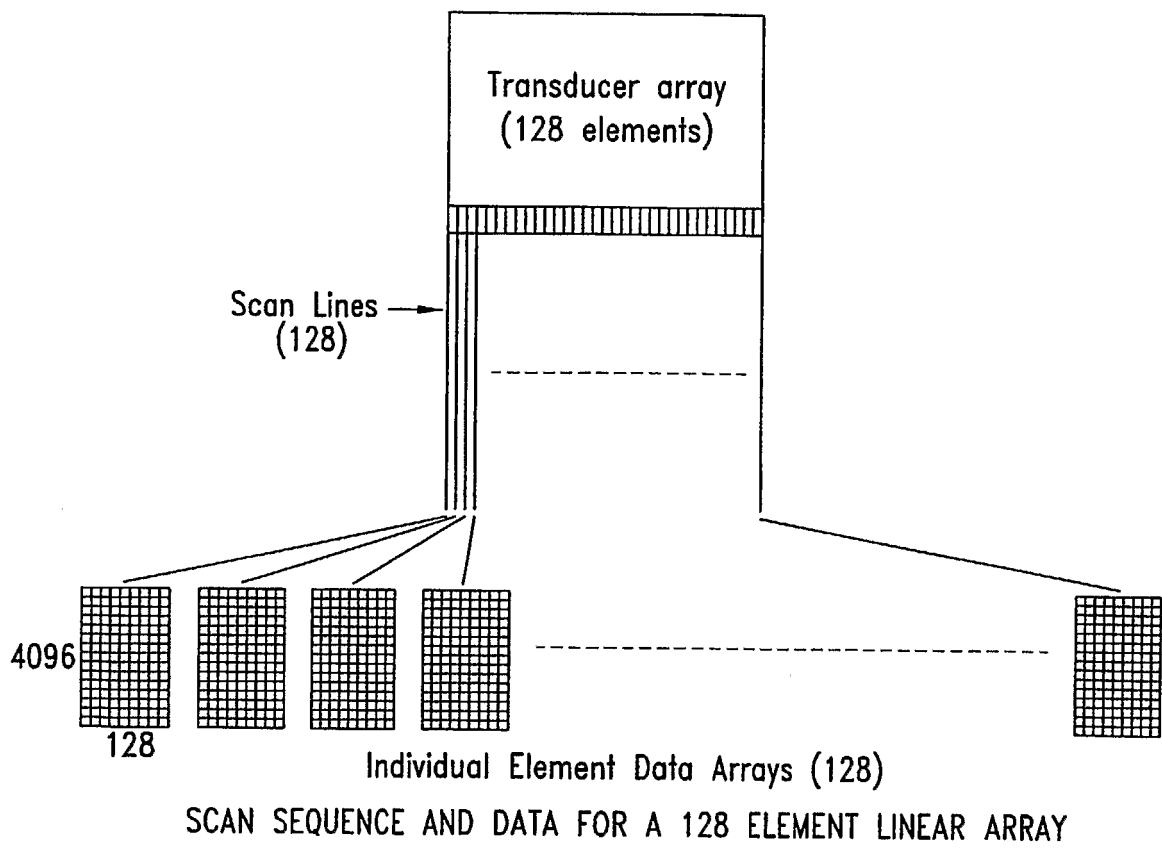 Transducer array
(128 elements)
Scan Lines
(128)
4096
128
Individual Element Data Arrays (128)
SCAN SEQUENCE AND DATA FOR A 128 ELEMENT LINEAR ARRAY